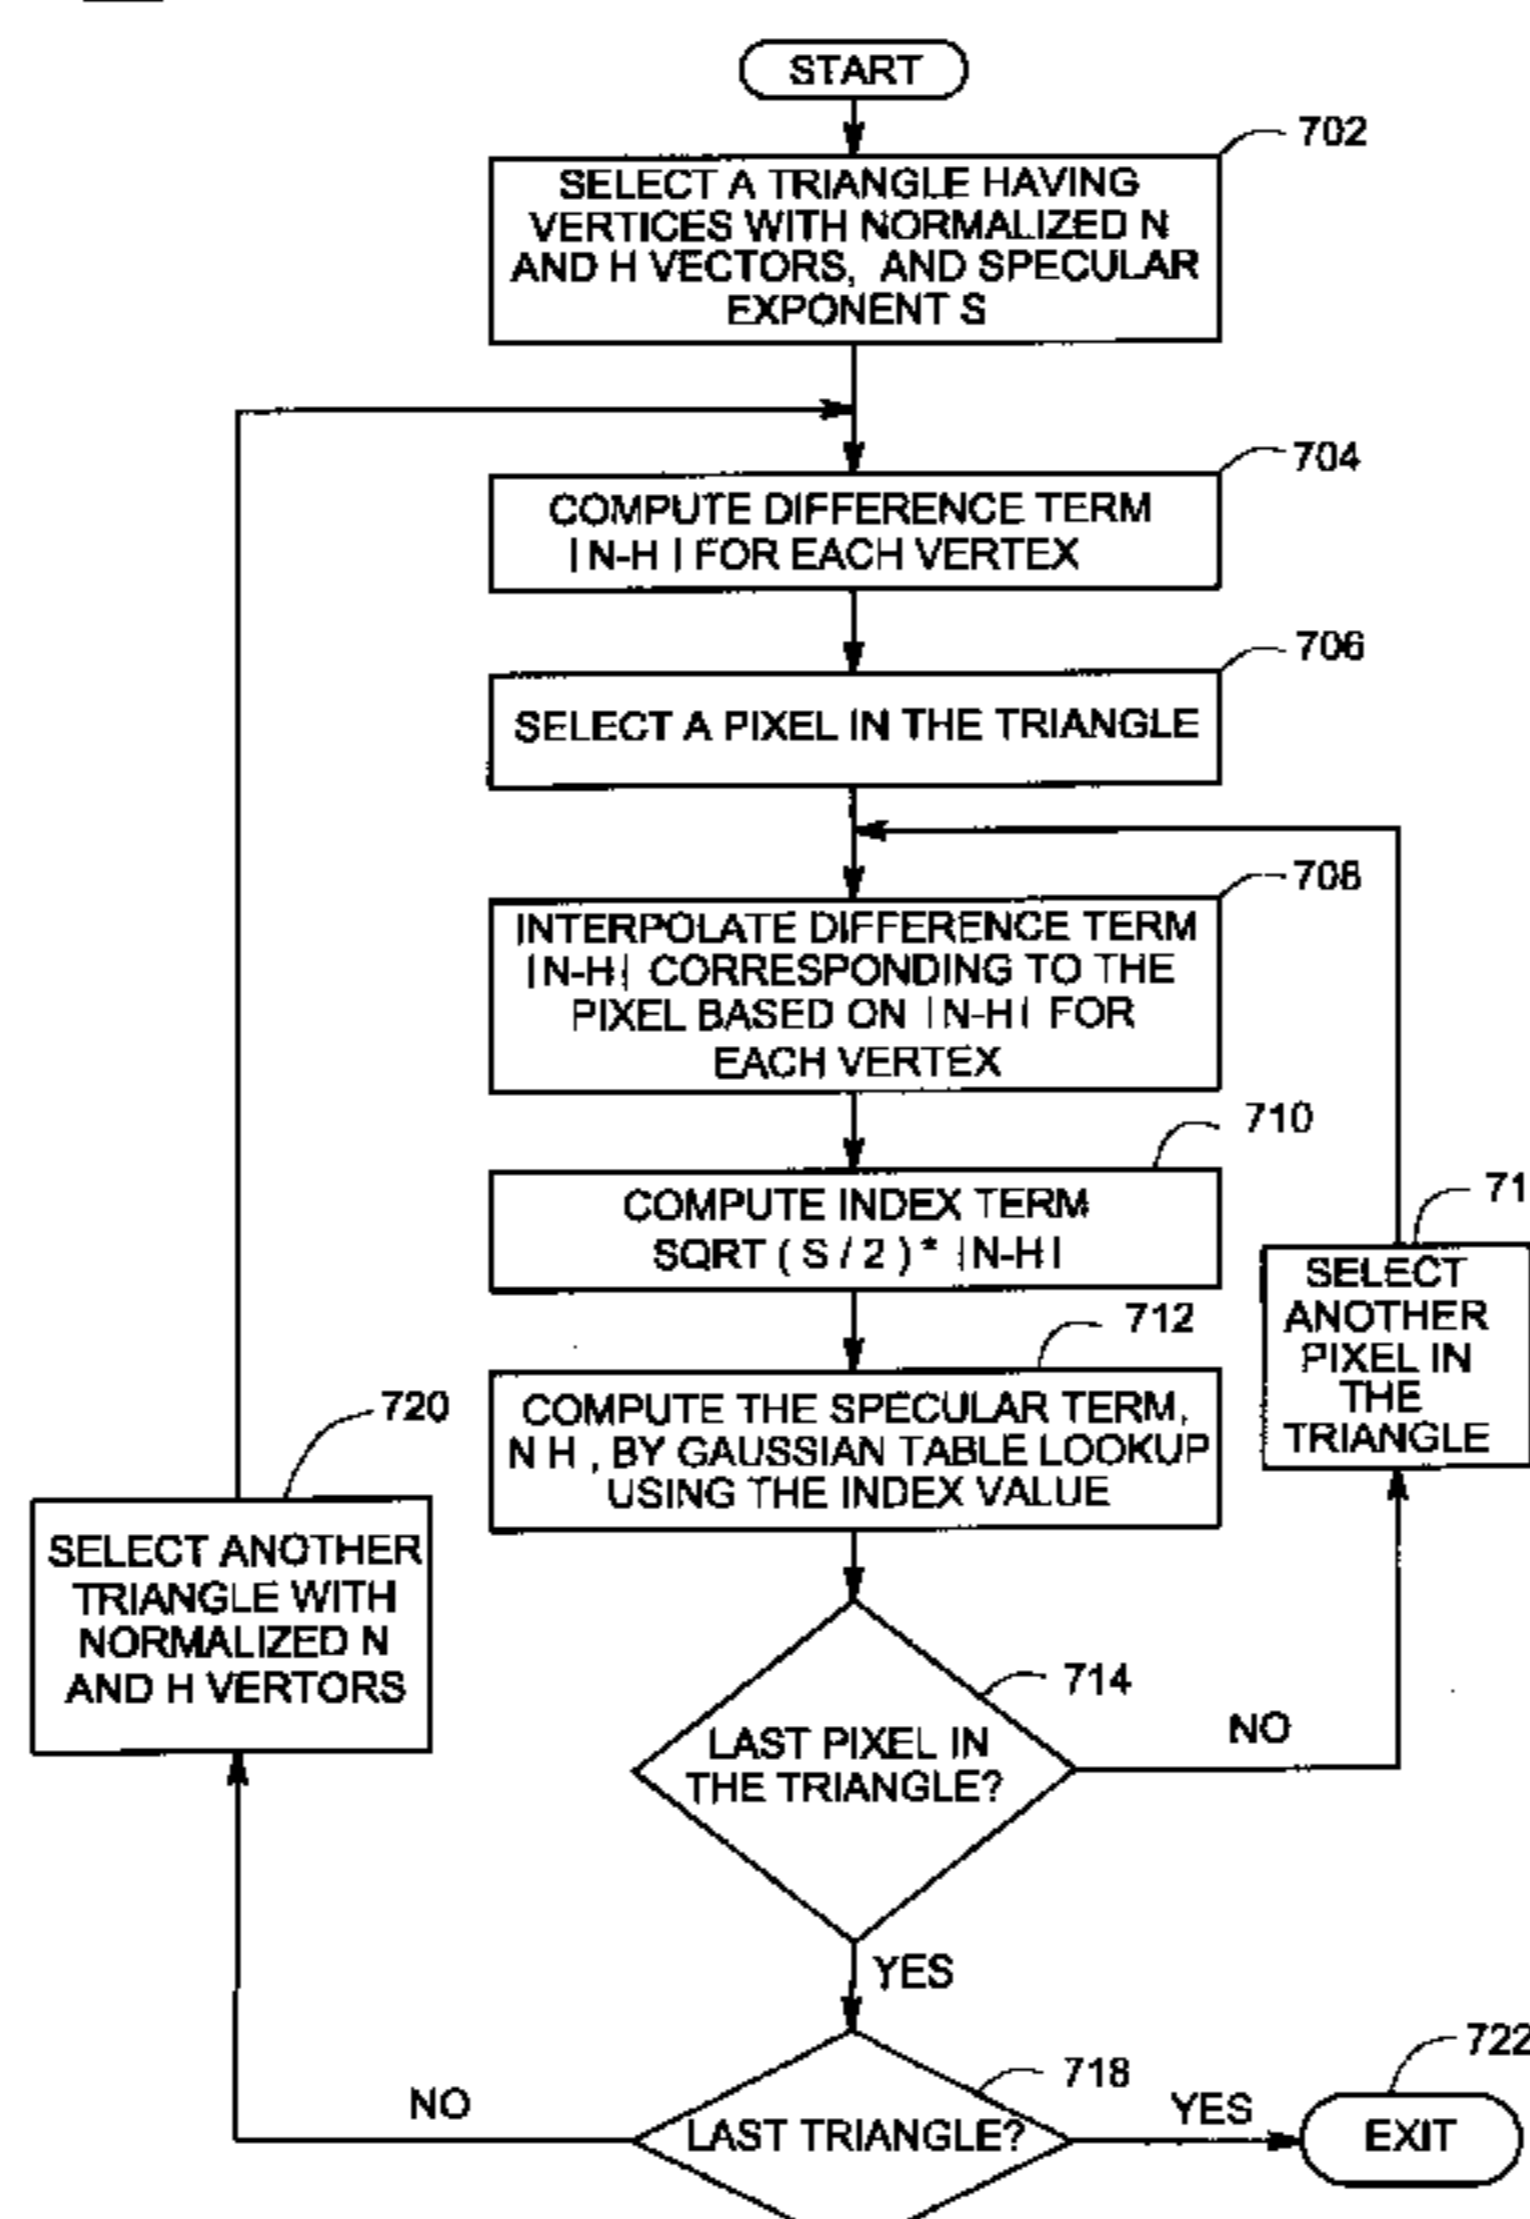 START
702
SELECT A TRIANGLE HAVING
VERTICES WITH NORMALIZED N
AND H VECTORS, AND SPECULAR
EXPONENT S
704
COMPUTE DIFFERENCE TERM
|N-H| FOR EACH VERTEX
706
SELECT A PIXEL IN THE TRIANGLE
708
INTERPOLATE DIFFERENCE TERM
|N-H| CORRESPONDING TO THE
PIXEL BASED ON |N-H| FOR
EACH VERTEX
710
COMPUTE INDEX TERM
SQRT ( S / 2 ) * |N-H|
71
SELECT
ANOTHER
PIXEL IN
THE
TRIANGLE
712
COMPUTE THE SPECULAR TERM,
N H , BY GAUSSIAN TABLE LOOKUP
USING THE INDEX VALUE
720
SELECT ANOTHER
TRIANGLE WITH
NORMALIZED N
AND H VERTORS
714
LAST PIXEL IN
THE TRIANGLE?
NO
YES
718
LAST TRIANGLE?
NO
YES
722
EXIT